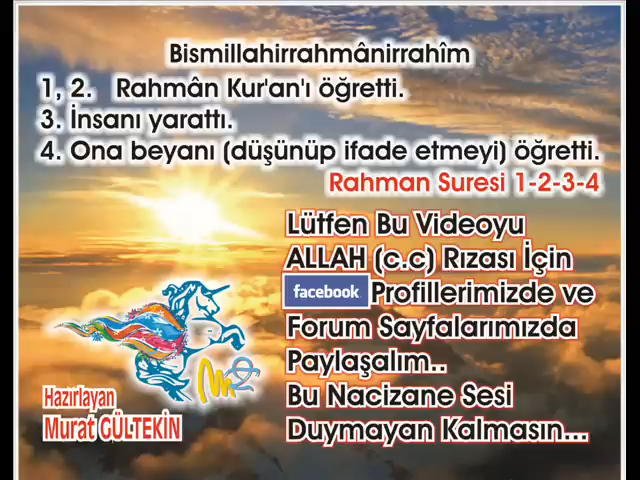 Bismillahirrahmânirrahîm
1, 2. Rahmân Kur'an'ı öğretti.
3. İnsanı yarattı.
4. Ona beyanı (düşünüp ifade etmeyi) öğretti.
Rahman Suresi 1-2-3-4
Lütfen Bu Videoyu
ALLAH (c.c) Rızası İçin
facebook Profillerimizde ve
Forum Sayfalarımızda
Paylaşalım..
Bu Nacizane Sesi
Duymayan Kalmasın...
Hazırlayan
Murat GÜLTEKİN